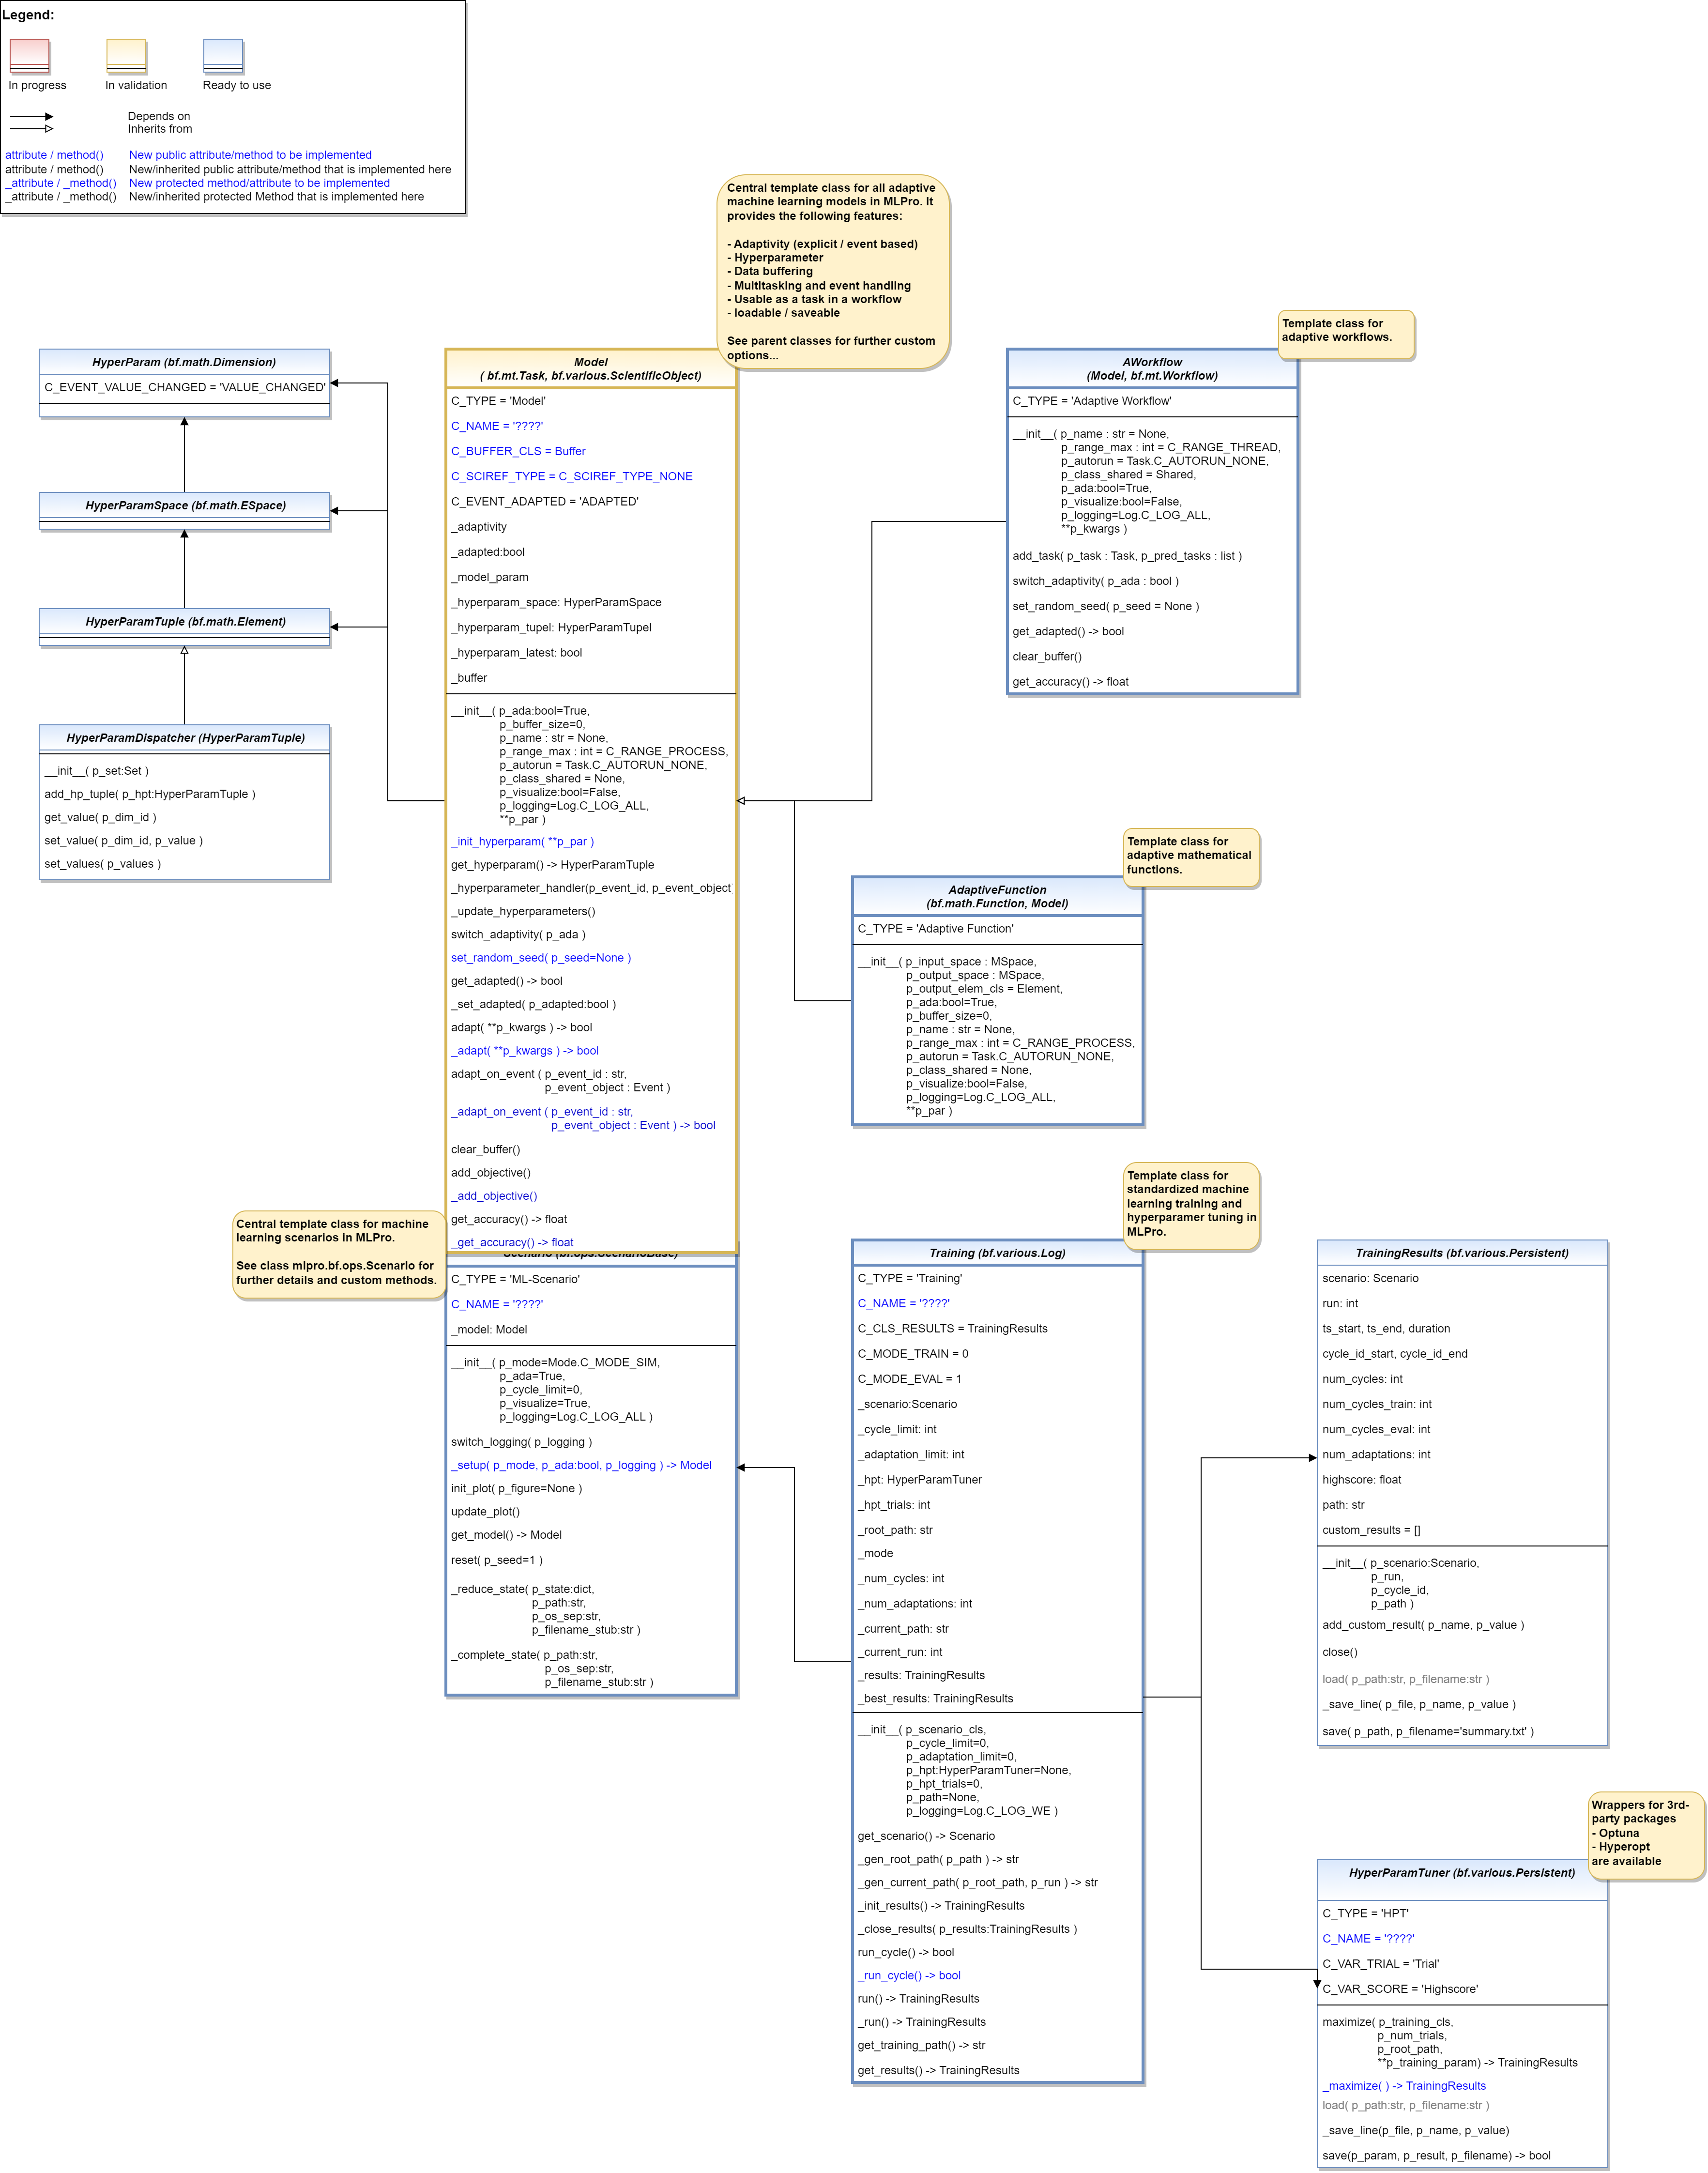 Legend:
In progress
In validation
Ready to use
Depends on
Inherits from
attribute / method() New public attribute/method to be implemented
attribute / method() New/inherited public attribute/method that is implemented here
_attribute / _method() New protected method/attribute to be implemented
_attribute / _method() New/inherited protected Method that is implemented here
Central template class for all adaptive
machine learning models in MLPro. It
provides the following features:
- Adaptivity (explicit / event based)
- Hyperparameter
- Data buffering
- Multitasking and event handling
- Usable as a task in a workflow
- loadable / saveable
See parent classes for further custom
options...
Template class for
adaptive workflows.
HyperParam (bf.math.Dimension)
C_EVENT_VALUE_CHANGED = 'VALUE_CHANGED'
HyperParamSpace (bf.math.ESpace)
HyperParamTuple (bf.math.Element)
HyperParamDispatcher (HyperParamTuple)
__init__( p_set:Set )
add_hp_tuple( p_hpt:HyperParamTuple )
get_value( p_dim_id )
set_value( p_dim_id, p_value )
set_values( p_values )
Model
( bf.mt.Task, bf.various.ScientificObject)
C_TYPE = 'Model'
C_NAME = '????'
C_BUFFER_CLS = Buffer
C_SCIREF_TYPE = C_SCIREF_TYPE_NONE
C_EVENT_ADAPTED = 'ADAPTED'
_adaptivity
_adapted:bool
_model_param
_hyperparam_space: HyperParamSpace
_hyperparam_tupel: HyperParamTupel
_hyperparam_latest: bool
_buffer
__init__( p_ada:bool=True,
p_buffer_size=0,
p_name : str = None,
p_range_max : int = C_RANGE_PROCESS,
p_autorun = Task.C_AUTORUN_NONE,
p_class_shared = None,
p_visualize:bool=False,
p_logging=Log.C_LOG_ALL,
**p_par )
_init_hyperparam( **p_par )
get_hyperparam() -> HyperParamTuple
_hyperparameter_handler(p_event_id, p_event_object
_update_hyperparameters()
switch_adaptivity( p_ada )
set_random_seed( p_seed=None )
get_adapted() -> bool
_set_adapted( p_adapted:bool )
adapt( **p_kwargs ) -> bool
_adapt( **p_kwargs ) -> bool
adapt_on_event ( p_event_id : str,
p_event_object : Event )
_adapt_on_event ( p_event_id : str,
p_event_object : Event ) -> bool
clear_buffer()
add_objective()
_add_objective()
get_accuracy() -> float
_get_accuracy() -> float
AWorkflow
(Model, bf.mt.Workflow)
C_TYPE = 'Adaptive Workflow'
__init__( p_name : str = None,
p_range_max : int = C_RANGE_THREAD,
p_autorun = Task.C_AUTORUN_NONE,
p_class_shared = Shared,
p_ada:bool=True,
p_visualize:bool=False,
p_logging=Log.C_LOG_ALL,
**p_kwargs )
add_task( p_task : Task, p_pred_tasks : list )
switch_adaptivity( p_ada : bool )
set_random_seed( p_seed = None )
get_adapted() -> bool
clear_buffer()
get_accuracy() -> float
Template class for
adaptive mathematical
functions.
AdaptiveFunction
(bf.math.Function, Model)
C_TYPE = 'Adaptive Function'
__init__( p_input_space : MSpace,
p_output_space : MSpace,
p_output_elem_cls = Element,
p_ada:bool=True,
p_buffer_size=0,
p_name : str = None,
p_range_max : int = C_RANGE_PROCESS,
p_autorun = Task.C_AUTORUN_NONE,
p_class_shared = None,
p_visualize:bool=False,
p_logging=Log.C_LOG_ALL,
**p_par )
Central template class for machine
learning scenarios in MLPro.
See class mlpro.bf.ops.Scenario for
further details and custom methods.
Scenario (bf.ops.ScenarioBase)
C_TYPE = 'ML-Scenario'
C_NAME = '????'
_model: Model
__init__( p_mode=Mode.C_MODE_SIM,
p_ada=True,
p_cycle_limit=0,
p_visualize=True,
p_logging=Log.C_LOG_ALL )
switch_logging( p_logging )
_setup( p_mode, p_ada:bool, p_logging ) -> Model
init_plot( p_figure=None )
update_plot()
get_model() -> Model
reset( p_seed=1 )
_reduce_state( p_state:dict,
p_path:str,
p_os_sep:str,
p_filename_stub:str )
_complete_state( p_path:str,
p_os_sep:str,
p_filename_stub:str )
Template class for
standardized machine
learning training and
hyperparamer tuning in
MLPro.
Training (bf.various.Log)
C_TYPE = 'Training'
C_NAME = '????'
C_CLS_RESULTS = TrainingResults
C_MODE_TRAIN = 0
C_MODE_EVAL = 1
_scenario:Scenario
_cycle_limit: int
_adaptation_limit: int
_hpt: HyperParamTuner
_hpt_trials: int
_root_path: str
_mode
_num_cycles: int
_num_adaptations: int
_current_path: str
_current_run: int
_results: TrainingResults
_best_results: TrainingResults
__init__( p_scenario_cls,
p_cycle_limit=0,
p_adaptation_limit=0,
p_hpt:HyperParamTuner=None,
p_hpt_trials=0,
p_path=None,
p_logging=Log.C_LOG_WE )
get_scenario() -> Scenario
_gen_root_path( p_path ) -> str
_gen_current_path( p_root_path, p_run ) -> str
_init_results() -> TrainingResults
_close_results( p_results:TrainingResults )
run_cycle() -> bool
_run_cycle() -> bool
run() -> TrainingResults
_run() -> TrainingResults
get_training_path() -> str
get_results() -> TrainingResults
TrainingResults (bf.various.Persistent)
scenario: Scenario
run: int
ts_start, ts_end, duration
cycle_id_start, cycle_id_end
num_cycles: int
num_cycles_train: int
num_cycles_eval: int
num_adaptations: int
highscore: float
path: str
custom_results = []
__init__( p_scenario:Scenario,
p_run,
p_cycle_id,
p_path )
add_custom_result( p_name, p_value )
close()
load( p_path:str, p_filename:str )
_save_line( p_file, p_name, p_value )
save( p_path, p_filename='summary.txt' )
Wrappers for 3rd-
party packages
- Optuna
- Hyperopt
are available
HyperParamTuner (bf.various.Persistent)
C_TYPE = 'HPT'
C_NAME = '????'
C_VAR_TRIAL = 'Trial'
C_VAR_SCORE = 'Highscore'
maximize( p_training_cls,
p_num_trials,
p_root_path,
**p_training_param) -> TrainingResults
_maximize( ) -> TrainingResults
load( p_path:str, p_filename:str )
_save_line(p_file, p_name, p_value)
save(p_param, p_result, p_filename) -> bool